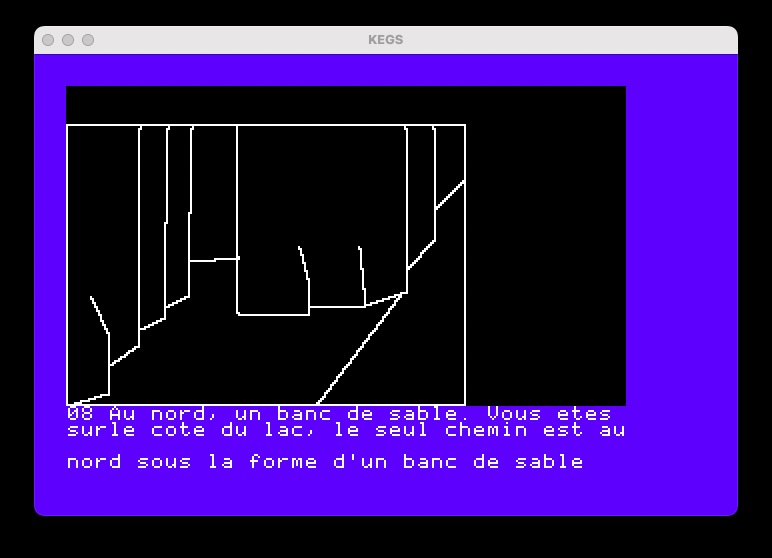 KEGS
08 Au nord, un banc de sable. Vous etes
surle cote du lac, le seul chemin est au
nord sous la forme d'un banc de sable